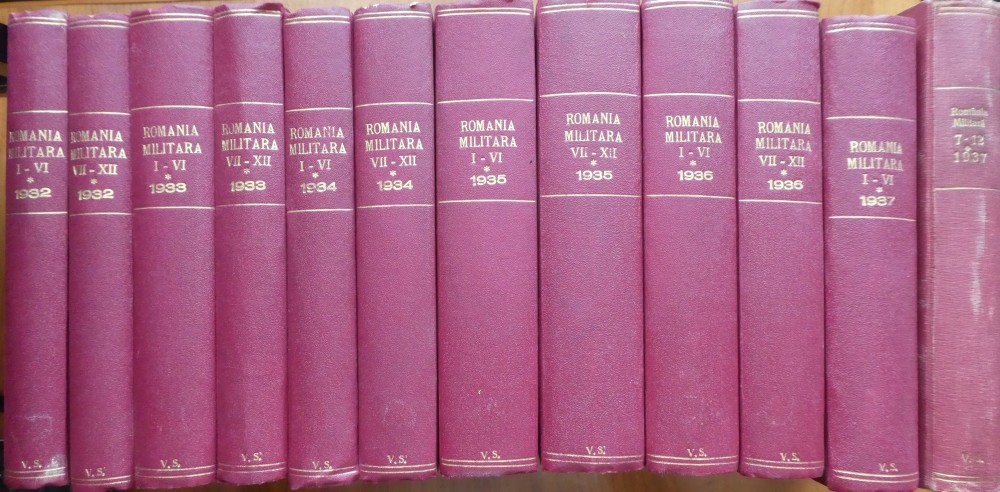 ROMANIA
MILITARA
I - VI
*
1932
V. S.
ROMANIA
MILITARA
VII - XII
*
1932
V. S.
ROMANIA
MILITARA
I - VI
*
1933
V. S.
ROMANIA
MILITARA
VII - XII
*
1933
V. S.
ROMANIA
MILITARA
I - VI
*
1934
V. S.
ROMANIA
MILITARA
VII - XII
*
1934
V. S.
ROMANIA
MILITARA
I - VI
*
1935
V. S.
ROMANIA
MILITARA
VII - XII
*
1935
V. S.
ROMANIA
MILITARA
I - VI
*
1936
V. S.
ROMANIA
MILITARA
VII - XII
*
1936
V. S.
ROMANIA
MILITARA
I - VI
*
1937
V. S.
România
Militară
7-12
*
1937
V. S.